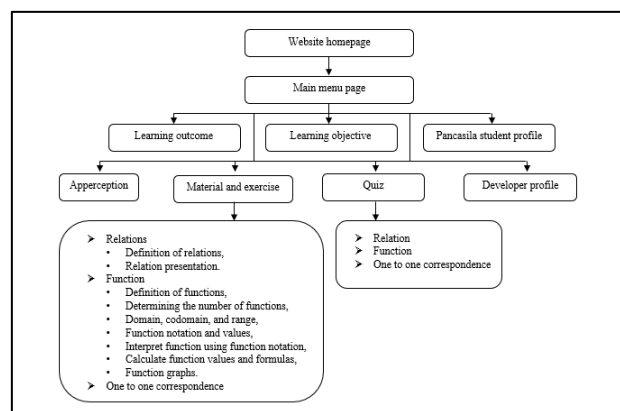 Website homepage
Main menu page
Learning outcome
Learning objective
Pancasila student profile
Apperception
Material and exercise
Quiz
Developer profile
➤ Relations
• Definition of relations,
• Relation presentation.
➤ Function
• Definition of functions,
• Determining the number of functions,
• Domain, codomain, and range,
• Function notation and values,
• Interpret function using function notation,
• Calculate function values and formulas,
• Function graphs.
➤ One to one correspondence
➤ Relation
➤ Function
➤ One to one correspondence